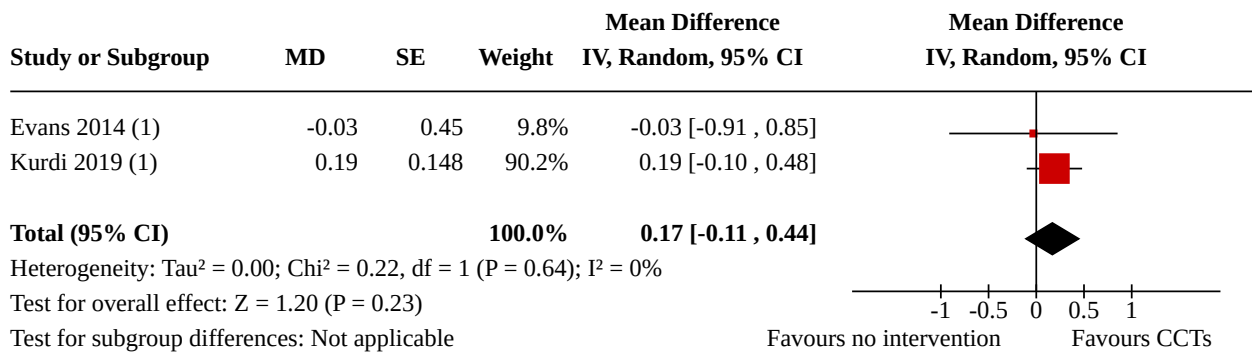 Mean Difference Mean Difference
Study or Subgroup MD SE Weight IV, Random, 95% CI IV, Random, 95% CI
Evans 2014 (1) -0.03 0.45 9.8% -0.03 [-0.91 , 0.85]
Kurdi 2019 (1) 0.19 0.148 90.2% 0.19 [-0.10 , 0.48]
Total (95% CI) 100.0% 0.17 [-0.11 , 0.44]
Heterogeneity: Tau² = 0.00; Chi² = 0.22, df = 1 (P = 0.64); I² = 0%
Test for overall effect: Z = 1.20 (P = 0.23) -1 -0.5 0 0.5 1
Test for subgroup differences: Not applicable Favours no intervention Favours CCTs